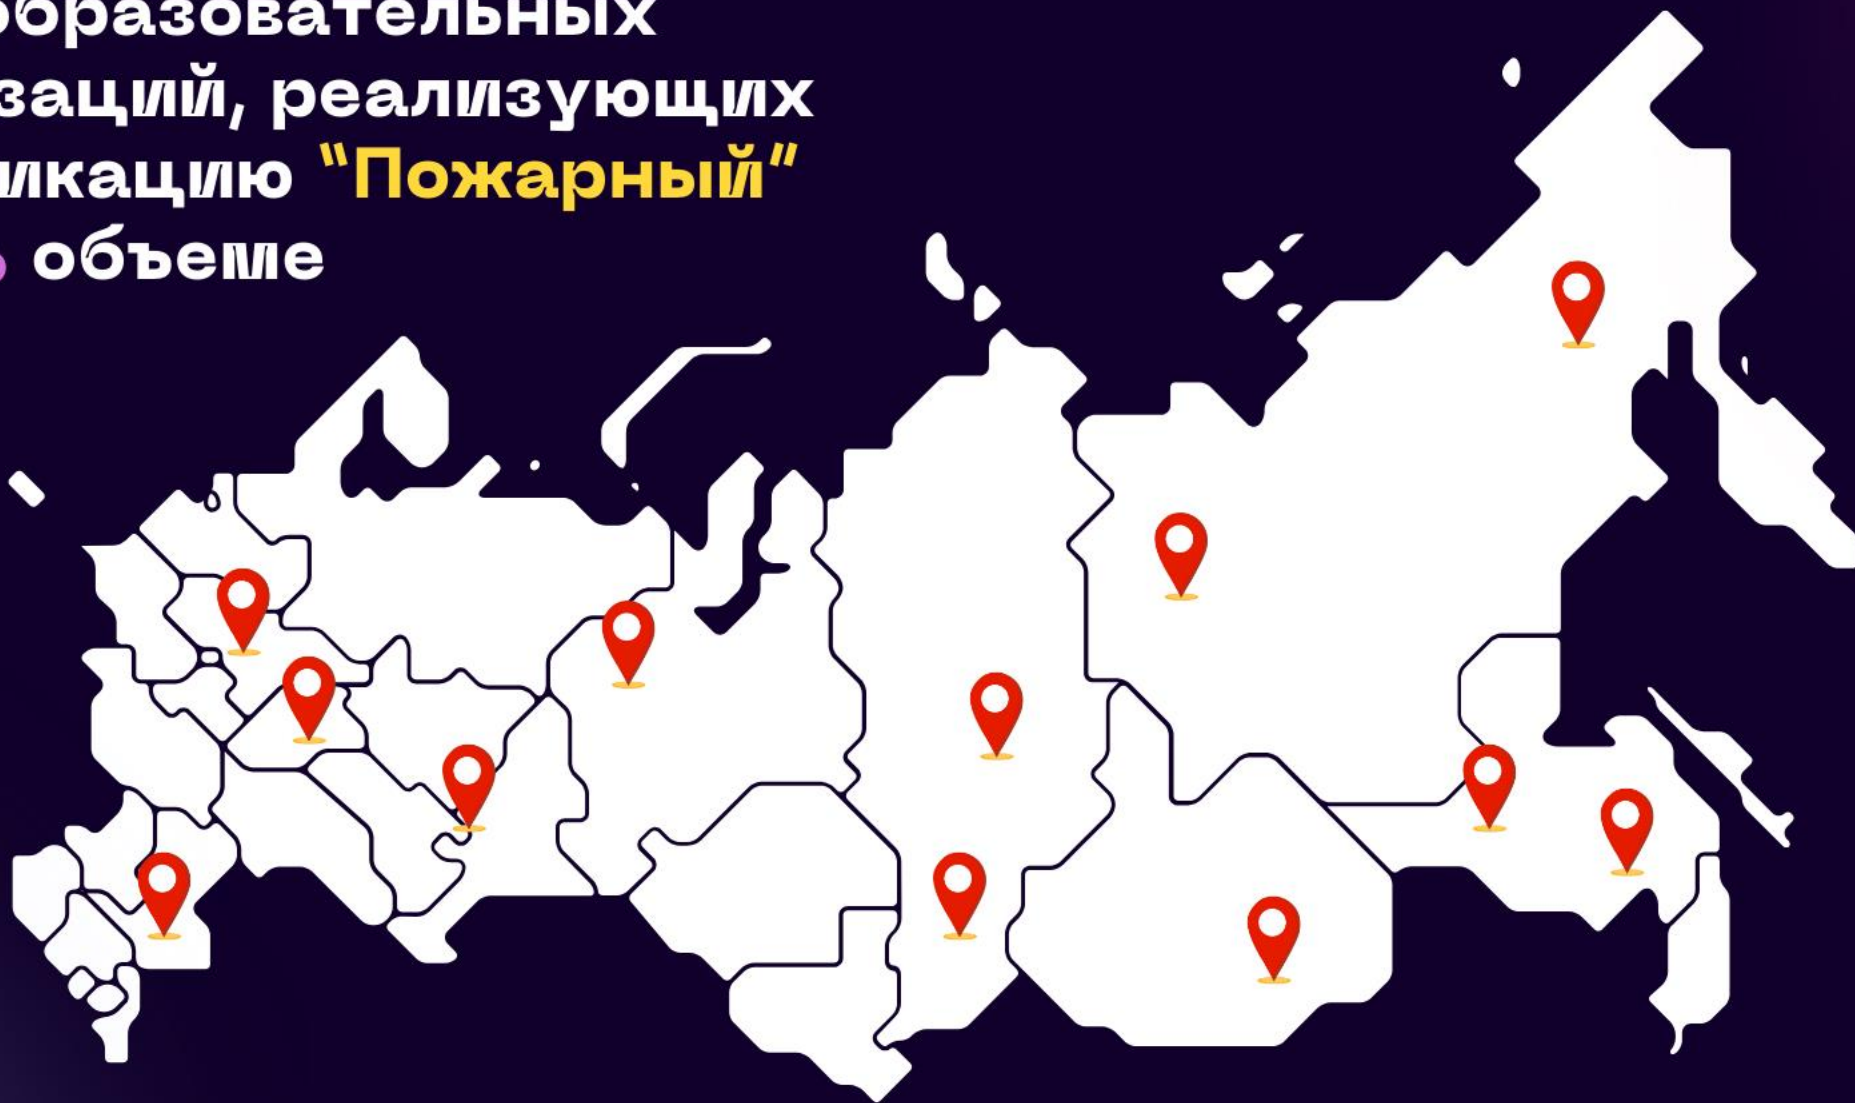 образовательных
заций, реализующих
икацию "Пожарный"
объеме